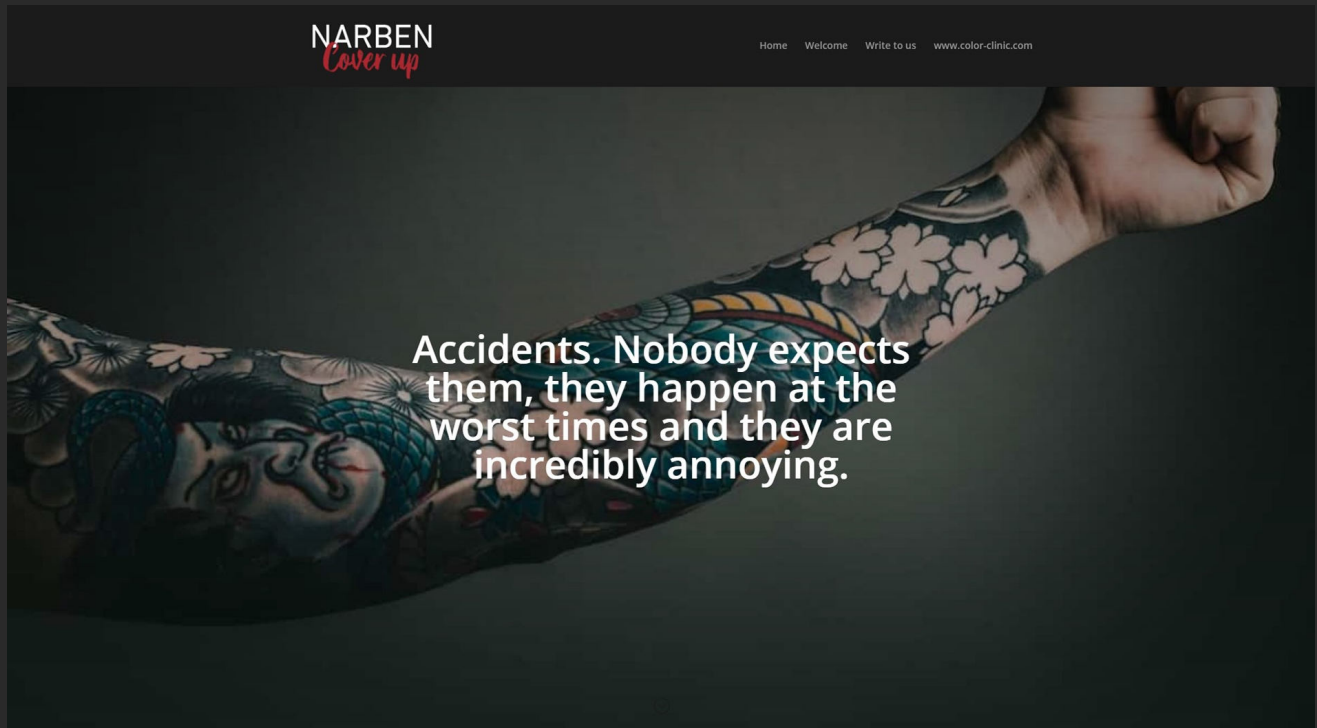 NARBEN
Cover up
Home Welcome Write to us www.color-clinic.com
Accidents. Nobody expects
them, they happen at the
worst times and they are
incredibly annoying.